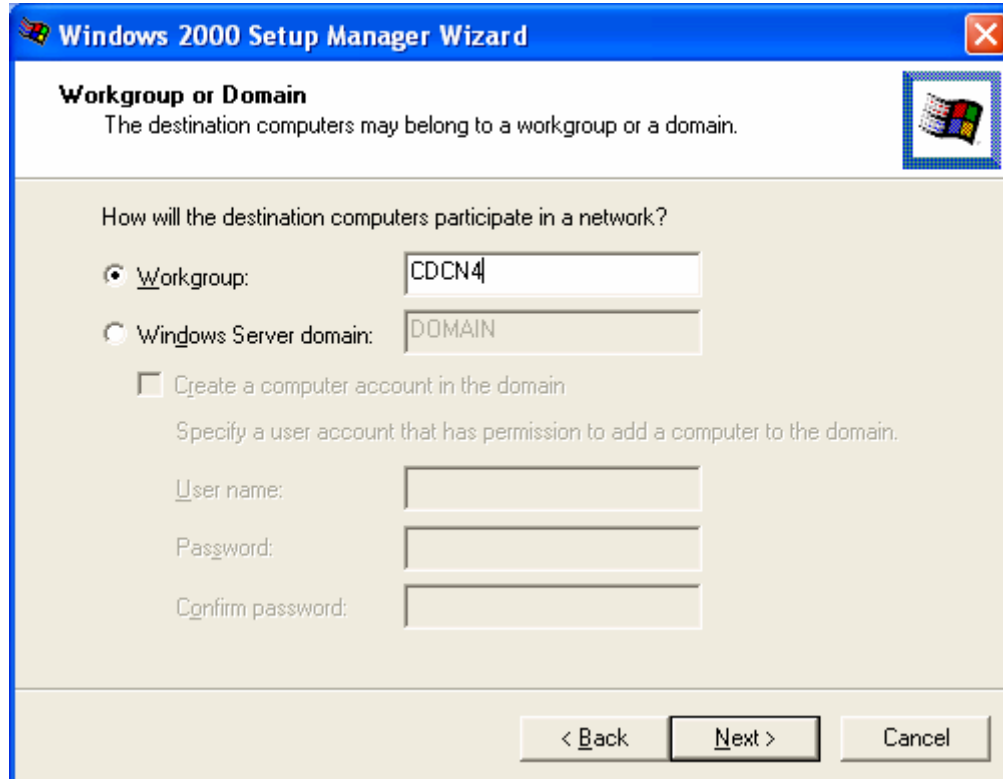 Windows 2000 Setup Manager Wizard
Workgroup or Domain
The destination computers may belong to a workgroup or a domain.
How will the destination computers participate in a network?
Workgroup: CDCN4
Windows Server domain: DOMAIN
Create a computer account in the domain
Specify a user account that has permission to add a computer to the domain.
User name:
Password:
Confirm password:
< Back Next > Cancel